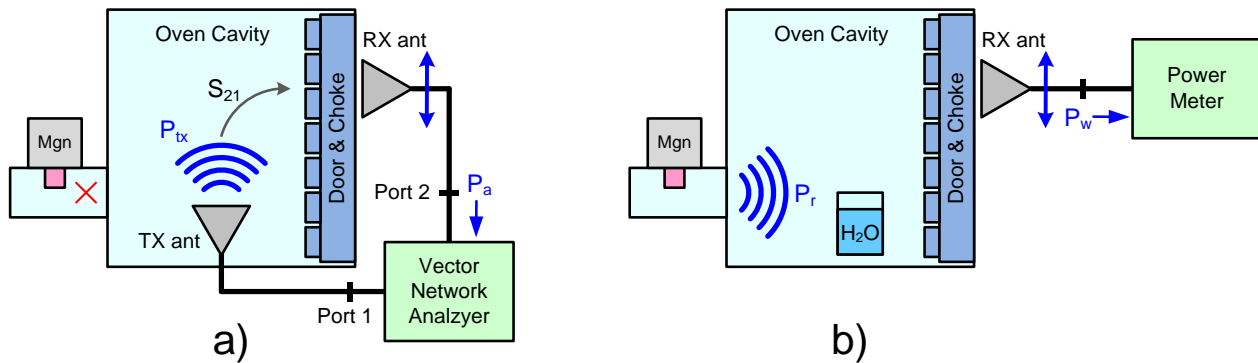 Oven Cavity
RX ant
S21
Ptx
Mgn
Door & Choke
Port 2
Pa
TX ant
Vector
Network
Analzyer
Port 1
a)
Oven Cavity
RX ant
Power
Meter
Pw
Mgn
Pr
Door & Choke
H2O
b)